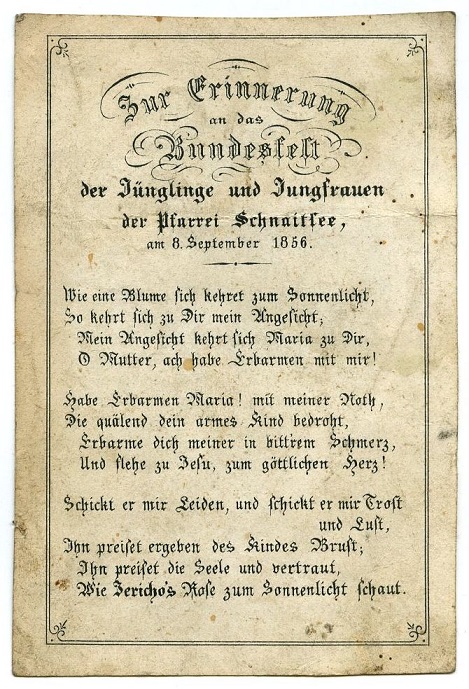 Zur Erinnerung
an das
Bundesfest
der Jünglinge und Jungfrauen
der Pfarrei Schnaitsee,
am 8. September 1856.
Wie eine Blume sich kehret zum Sonnenlicht,
So kehrt sich zu Dir mein Angesicht;
Mein Angesicht kehrt sich Maria zu Dir,
O Mutter, ach habe Erbarmen mit mir!
Habe Erbarmen Maria! mit meiner Noth,
Die quälend dein armes Kind bedroht,
Erbarme dich meiner in bittrem Schmerz,
Und flehe zu Jesu, zum göttlichen Herz!
Schickt er mir Leiden, und schickt er mir Trost
und Lust,
Ihn preiset ergeben des Kindes Brust;
Ihn preiset die Seele und vertraut,
Wie Jericho's Rose zum Sonnenlicht schaut.